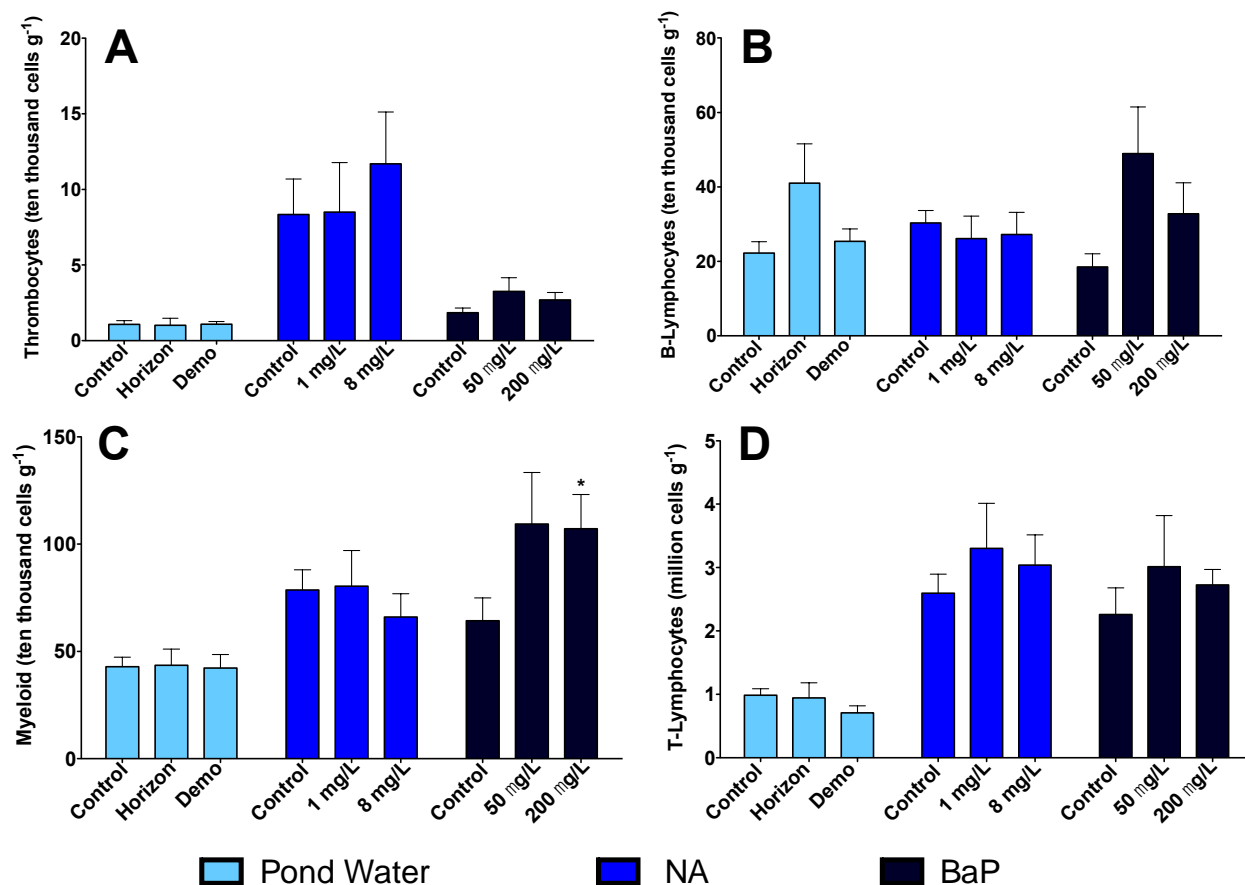 A
Thrombocytes (ten thousand cells g-1)
20
15
10
5
0
Control
Horizon
Demo
Control
1 mg/L
8 mg/L
Control
50 mg/L
200 mg/L
B
B-Lymphocytes (ten thousand cells g-1)
80
60
40
20
0
Control
Horizon
Demo
Control
1 mg/L
8 mg/L
Control
50 mg/L
200 mg/L
C
Myeloid (ten thousand cells g-1)
150
100
50
0
*
Control
Horizon
Demo
Control
1 mg/L
8 mg/L
Control
50 mg/L
200 mg/L
D
T-Lymphocytes (million cells g-1)
5
4
3
2
1
0
Control
Horizon
Demo
Control
1 mg/L
8 mg/L
Control
50 mg/L
200 mg/L
Pond Water
NA
BaP